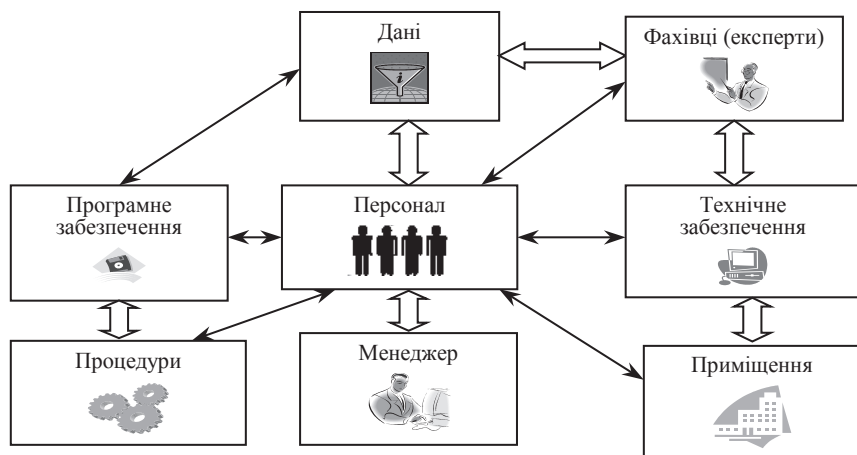 Дані
Фахівці (експерти)
Програмне
забезпечення
Персонал
Технічне
забезпечення
Процедури
Менеджер
Приміщення